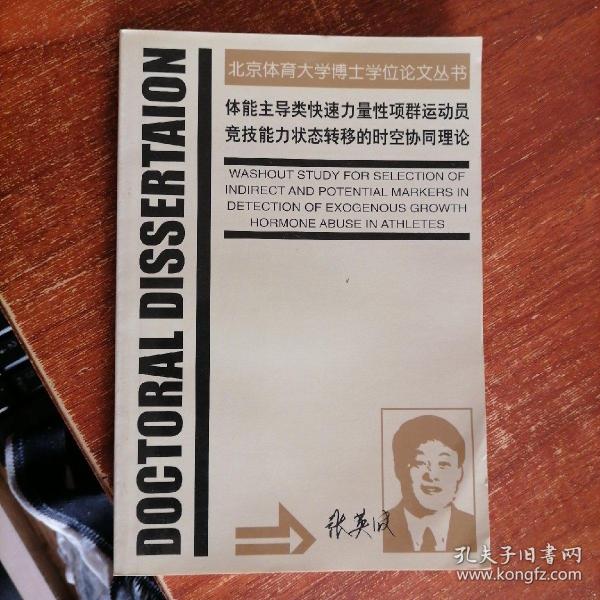 DOCTORAL DISSERTAION
北京体育大学博士学位论文丛书
体能主导类快速力量性项群运动员
竞技能力状态转移的时空协同理论
WASHOUT STUDY FOR SELECTION OF
INDIRECT AND POTENTIAL MARKERS IN
DETECTION OF EXOGENOUS GROWTH
HORMONE ABUSE IN ATHLETES
张英波
孔夫子旧书网
www.kongfz.com